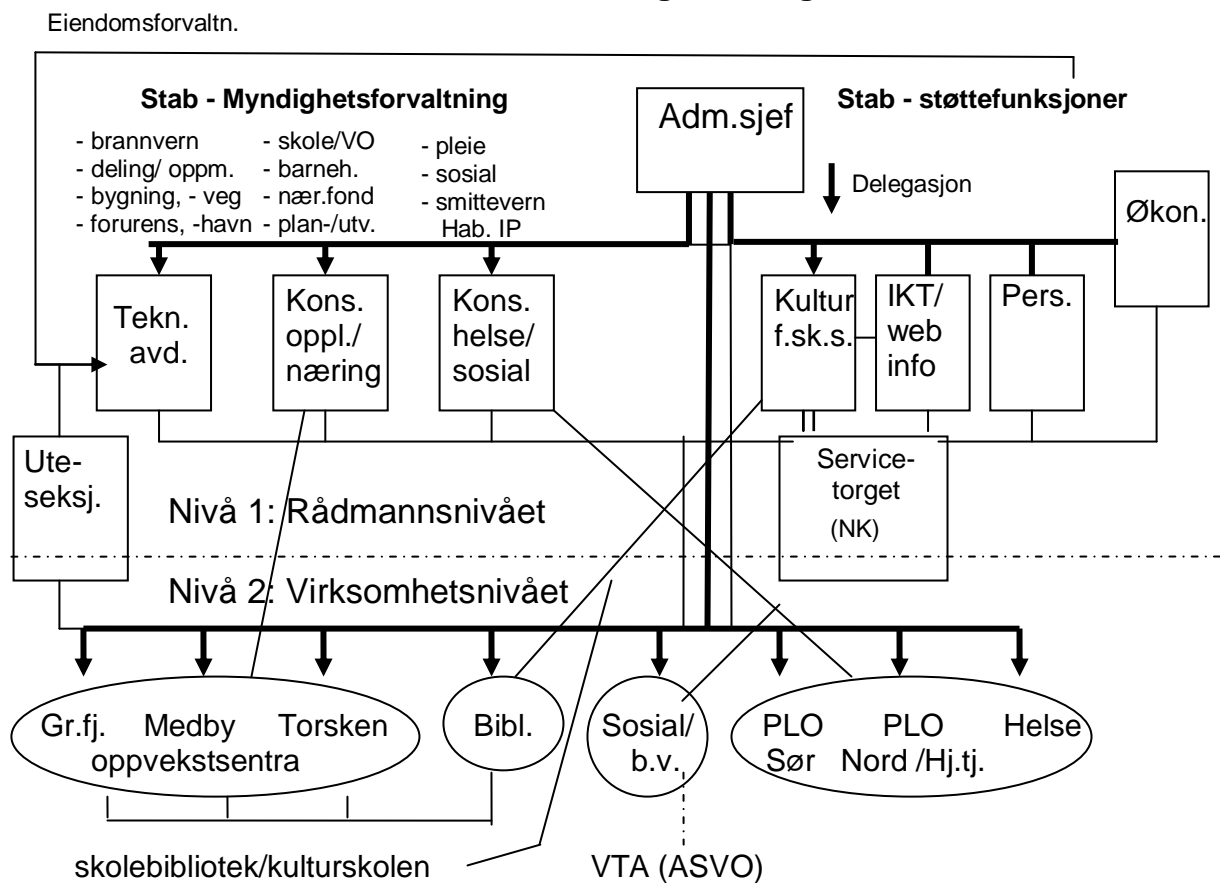 Eiendomsforvaltn.
Stab - Myndighetsforvaltning
Stab - støttefunksjoner
- brannvern
- deling/ oppm.
- bygning, - veg
- forurens, -havn
- skole/VO
- barneh.
- nær.fond
- plan-/utv.
- pleie
- sosial
- smittevern
Hab. IP
Adm.sjef
Delegasjon
Økon.
Tekn.
avd.
Kons.
oppl./
næring
Kons.
helse/
sosial
Kultur
f.sk.s.
IKT/
web
info
Pers.
Ute-
seksj.
Service-
torget
(NK)
Nivå 1: Rådmannsnivået
Nivå 2: Virksomhetsnivået
Gr.fj. Medby Torsken
oppvekstsentra
Bibl.
Sosial/
b.v.
PLO PLO Helse
Sør Nord /Hj.tj.
skolebibliotek/kulturskolen
VTA (ASVO)